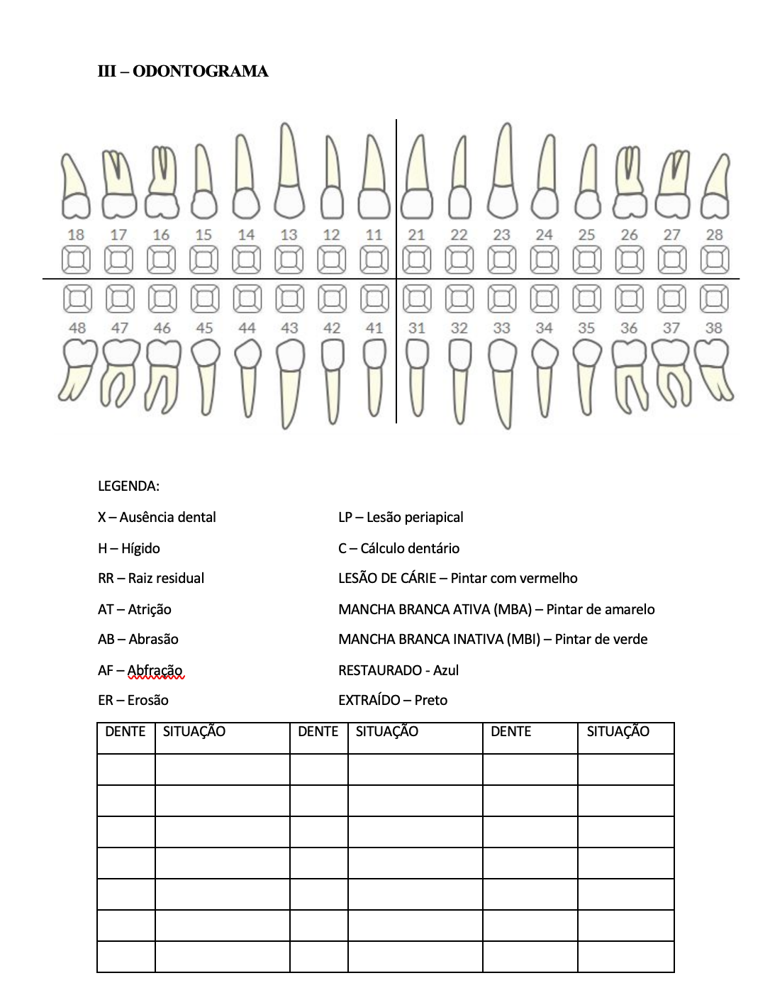 III – ODONTOGRAMA
18 17 16 15 14 13 12 11 21 22 23 24 25 26 27 28
48 47 46 45 44 43 42 41 31 32 33 34 35 36 37 38
LEGENDA:
X – Ausência dental LP – Lesão periapical
H – Hígido C – Cálculo dentário
RR – Raiz residual LESÃO DE CÁRIE – Pintar com vermelho
AT – Atrição MANCHA BRANCA ATIVA (MBA) – Pintar de amarelo
AB – Abrasão MANCHA BRANCA INATIVA (MBI) – Pintar de verde
AF – Abfração RESTAURADO - Azul
ER – Erosão EXTRAÍDO – Preto
DENTE SITUAÇÃO DENTE SITUAÇÃO DENTE SITUAÇÃO